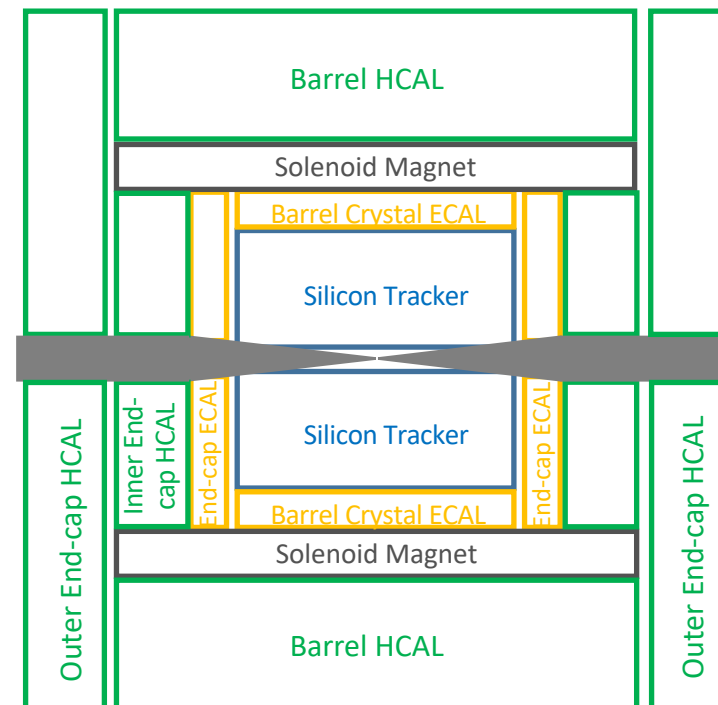 Barrel HCAL
Solenoid Magnet
Barrel Crystal ECAL
Silicon Tracker
Silicon Tracker
Barrel Crystal ECAL
Solenoid Magnet
Barrel HCAL
Outer End-cap HCAL
Inner End-
cap HCAL
End-cap ECAL
End-cap ECAL
Outer End-cap HCAL